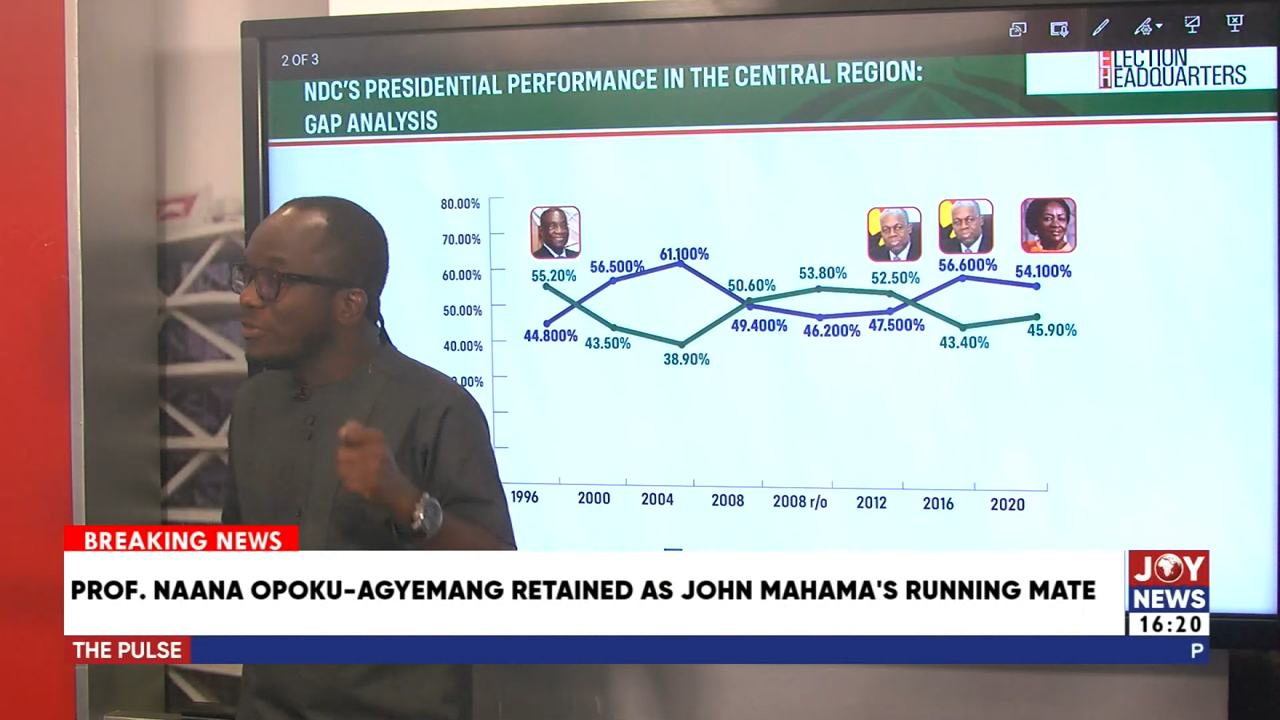 2 OF 3
NDC'S PRESIDENTIAL PERFORMANCE IN THE CENTRAL REGION:
GAP ANALYSIS
ELECTION
HEADQUARTERS
80.00%
70.00%
60.00%
50.00%
40.00%
55.20%
56.500%
61.100%
50.60%
53.80%
52.50%
56.600%
54.100%
44.800%
43.50%
38.90%
49.400%
46.200%
47.500%
43.40%
45.90%
1996 2000 2004 2008 2008 r/o 2012 2016 2020
BREAKING NEWS
PROF. NAANA OPOKU-AGYEMANG RETAINED AS JOHN MAHAMA'S RUNNING MATE
JOY
NEWS
16:20
THE PULSE
P